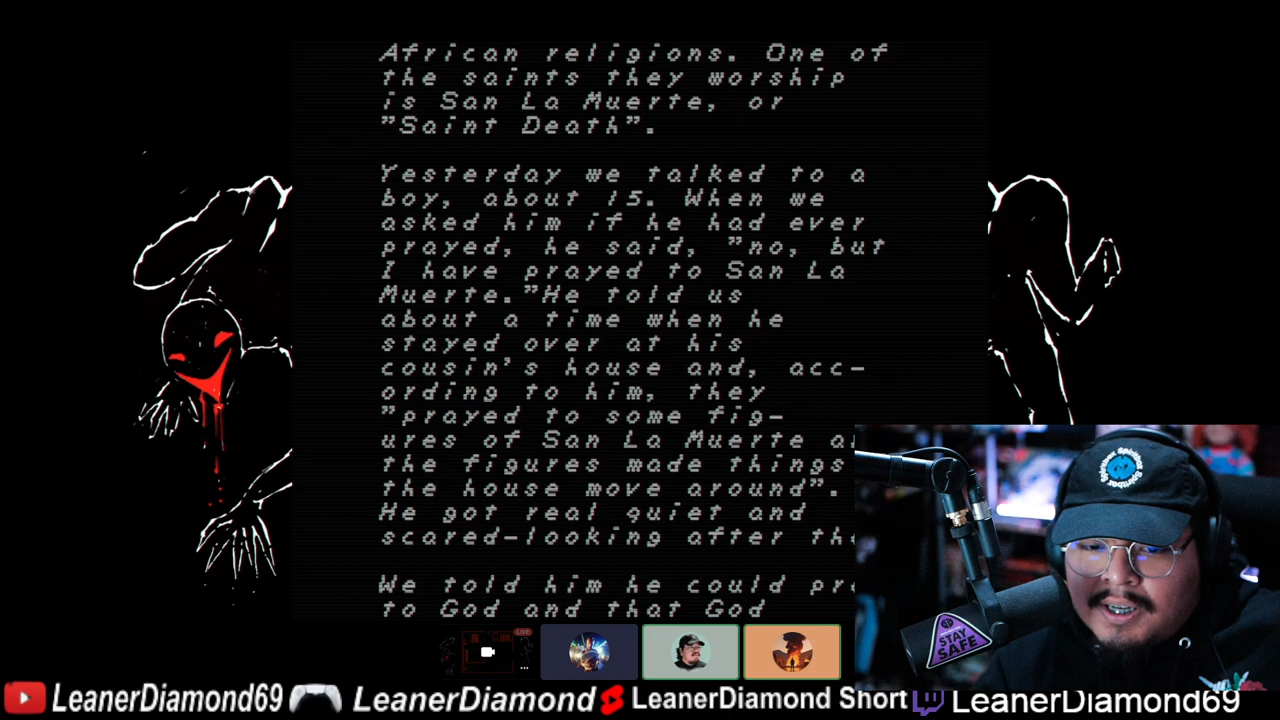 African religions. One of
the saints they worship
is San La Muerte, or
"Saint Death".
Yesterday we talked to a
boy, about 15. When we
asked him if he had ever
prayed, he said, "no, but
I have prayed to San La
Muerte."He told us
about a time when he
stayed over at his
cousin's house and, acc-
ording to him, they
"prayed to some fig-
ures of San La Muerte
the figures made things
the house move around".
He got real quiet and
scared-looking after
We told him he could
to God and that God
LIVE
STAY
SAFE
LeanerDiamond69 LeanerDiamond LeanerDiamond Short LeanerDiamond69